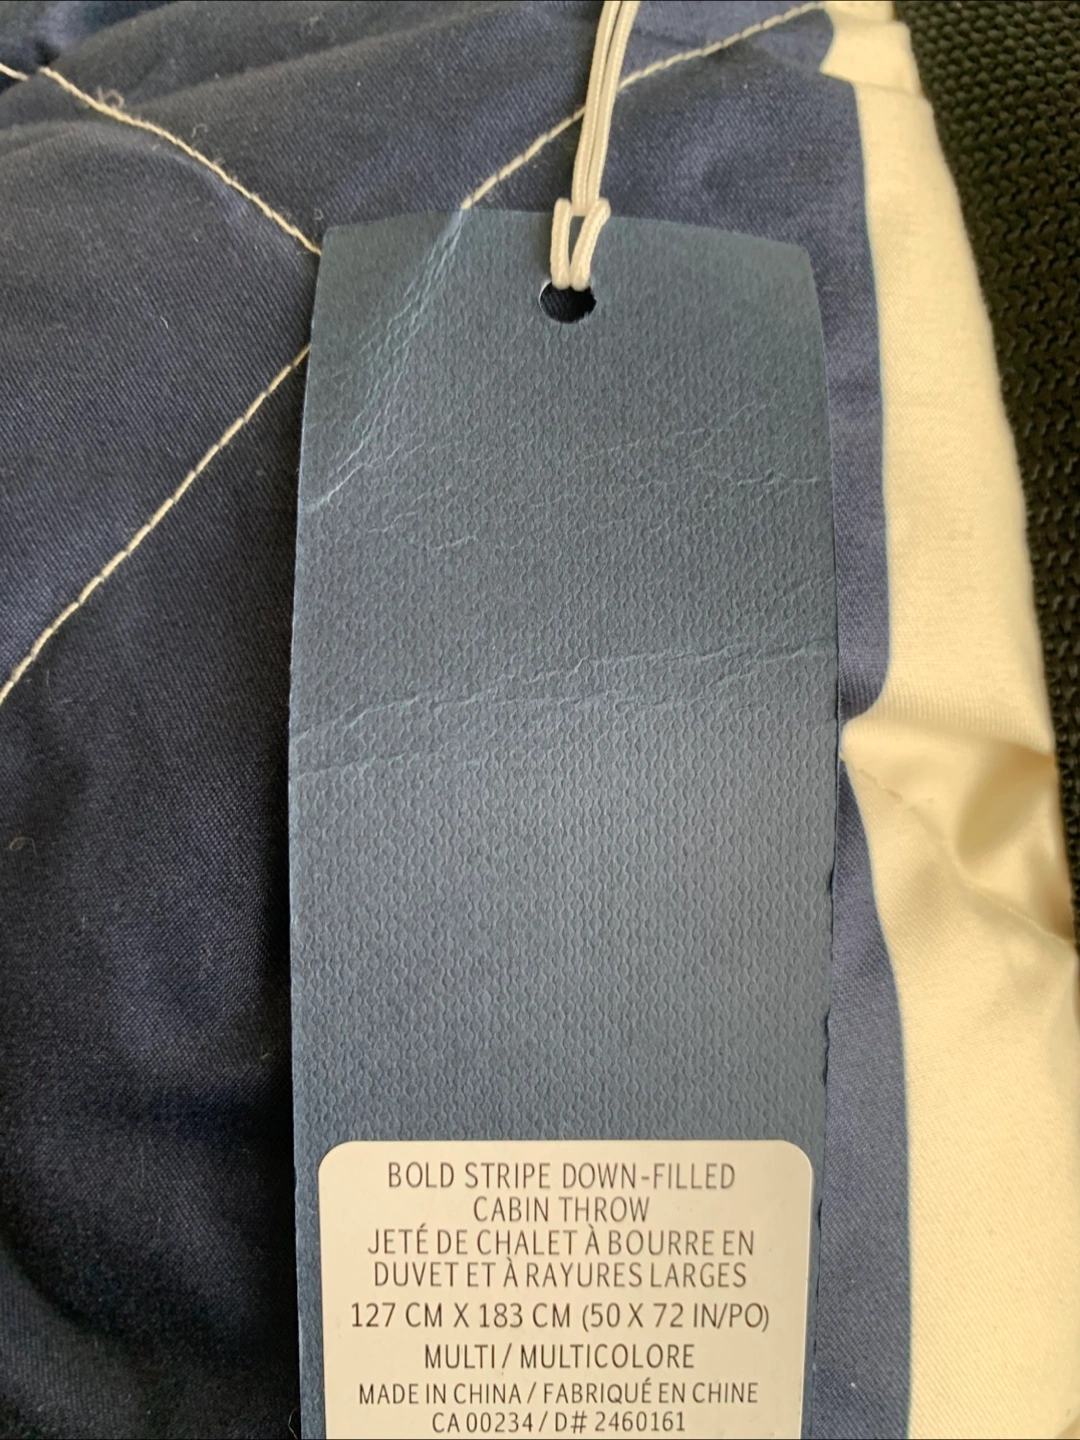 BOLD STRIPE DOWN-FILLED
CABIN THROW
JETÉ DE CHALET À BOURRE EN
DUVET ET À RAYURES LARGES
127 CM X 183 CM (50 X 72 IN/PO)
MULTI / MULTICOLORE
MADE IN CHINA / FABRIQUÉ EN CHINE
CA 00234 / D# 2460161